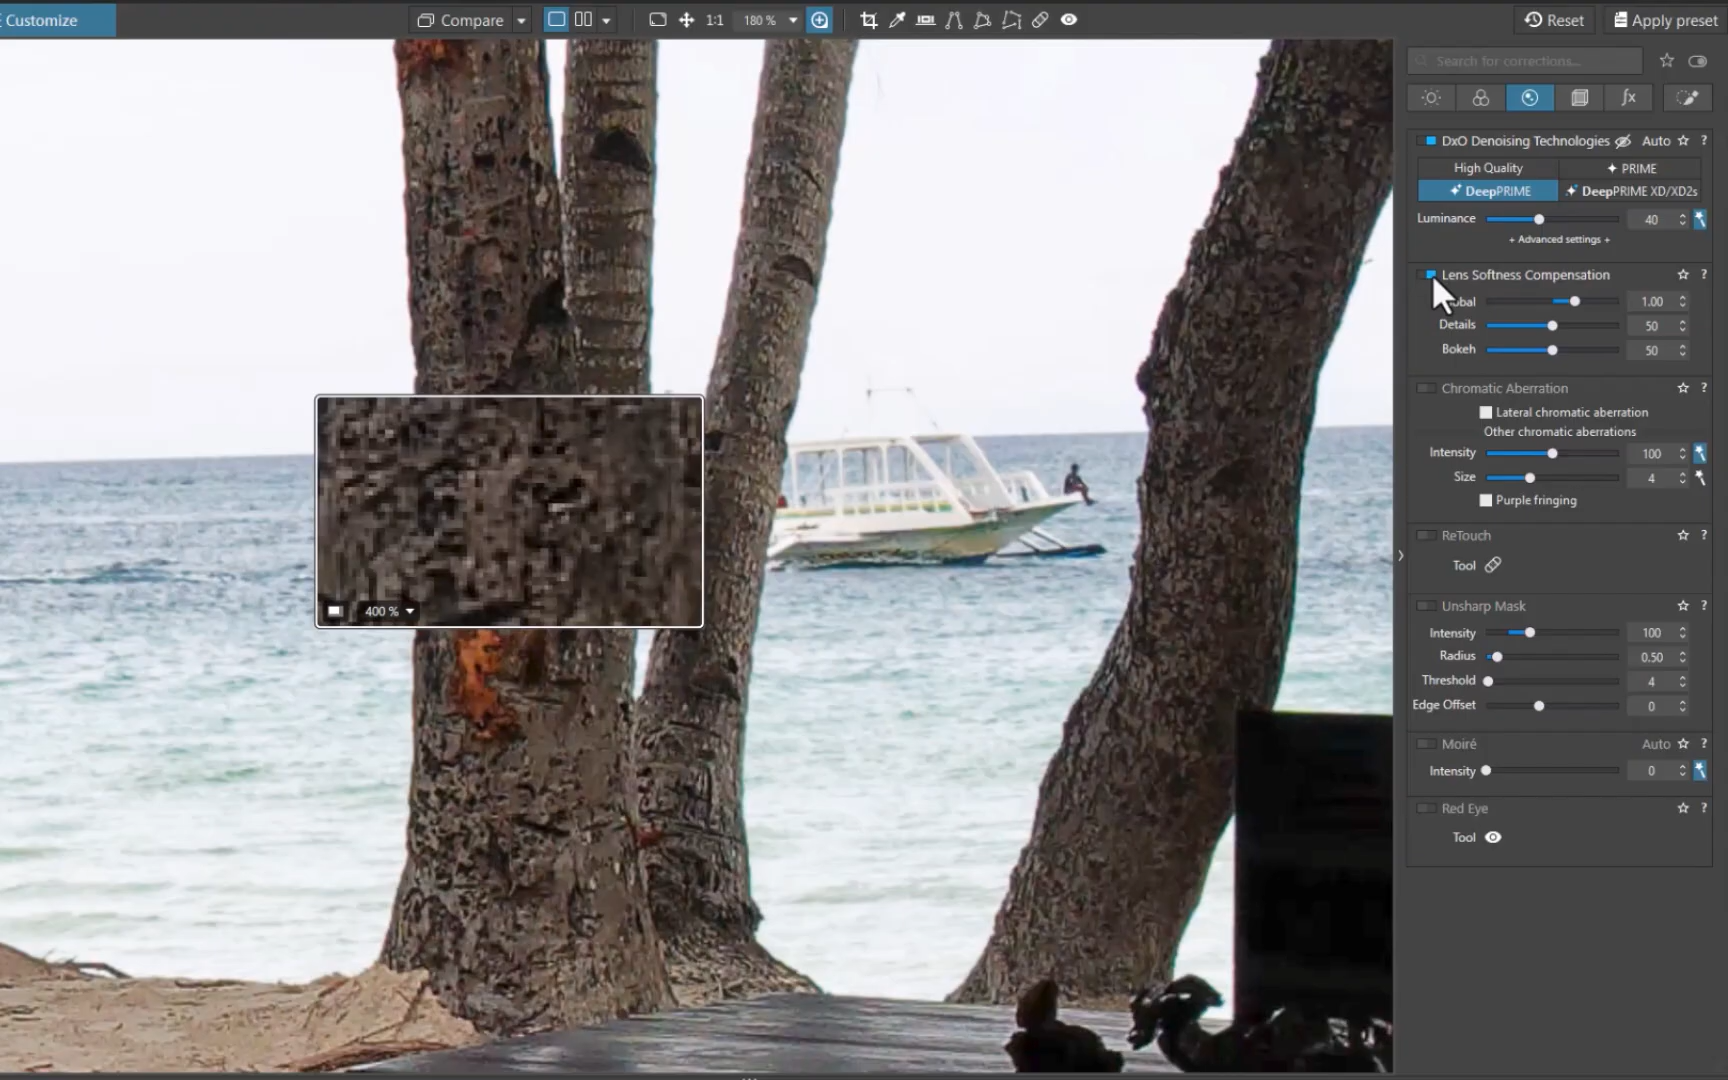 Customize
Compare
1:1
180 %
Reset
Apply preset
Search for corrections...
fx
DxO Denoising Technologies
Auto
?
High Quality
PRIME
DeepPRIME
DeepPRIME XD/XD2s
Luminance
40
+ Advanced settings +
Lens Softness Compensation
?
1.00
Details
50
Bokeh
50
Chromatic Aberration
?
Lateral chromatic aberration
Other chromatic aberrations
Intensity
100
Size
4
Purple fringing
ReTouch
?
Tool
Unsharp Mask
?
Intensity
100
Radius
0.50
Threshold
4
Edge Offset
0
Moiré
Auto
?
Intensity
0
Red Eye
?
Tool
400 %